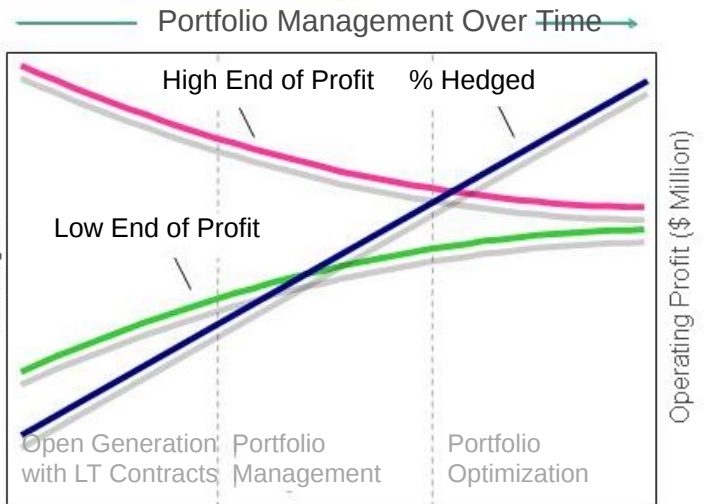 Portfolio Management Over Time
High End of Profit
% Hedged
Low End of Profit
Operating Profit ($ Million)
Open Generation
with LT Contracts
Portfolio
Management
Portfolio
Optimization